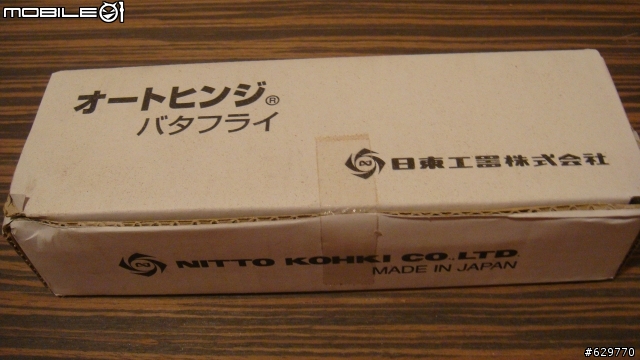 MOBILE01
オートヒンジ®
バタフライ
日東工器株式会社
NITTO KOHKI CO.,LTD.
MADE IN JAPAN
#629770